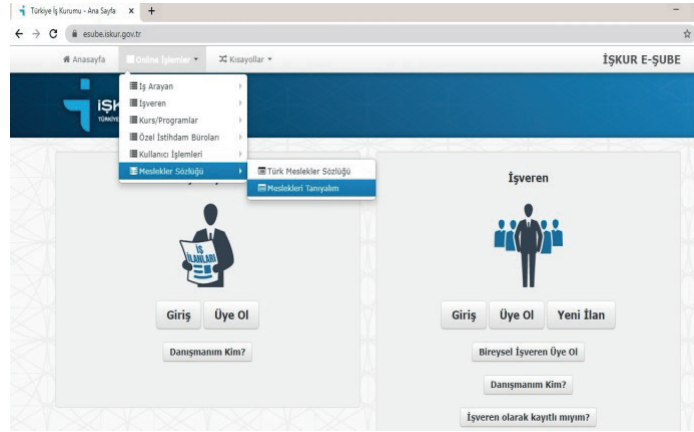 Türkiye İş Kurumu - Ana Sayfa
esube.iskur.gov.tr
Anasayfa Online İşlemler Kısayollar İŞKUR E-ŞUBE
İş Arayan
İşveren
Kurs/Programlar
Özel İstihdam Büroları
Kullanıcı İşlemleri
Meslekler Sözlüğü
Türk Meslekler Sözlüğü
Meslekleri Tanıyalım
İŞ
İLANLARI
Giriş Üye Ol
Danışmanım Kim?
İşveren
Giriş Üye Ol Yeni İlan
Bireysel İşveren Üye Ol
Danışmanım Kim?
İşveren olarak kayıtlı mıyım?